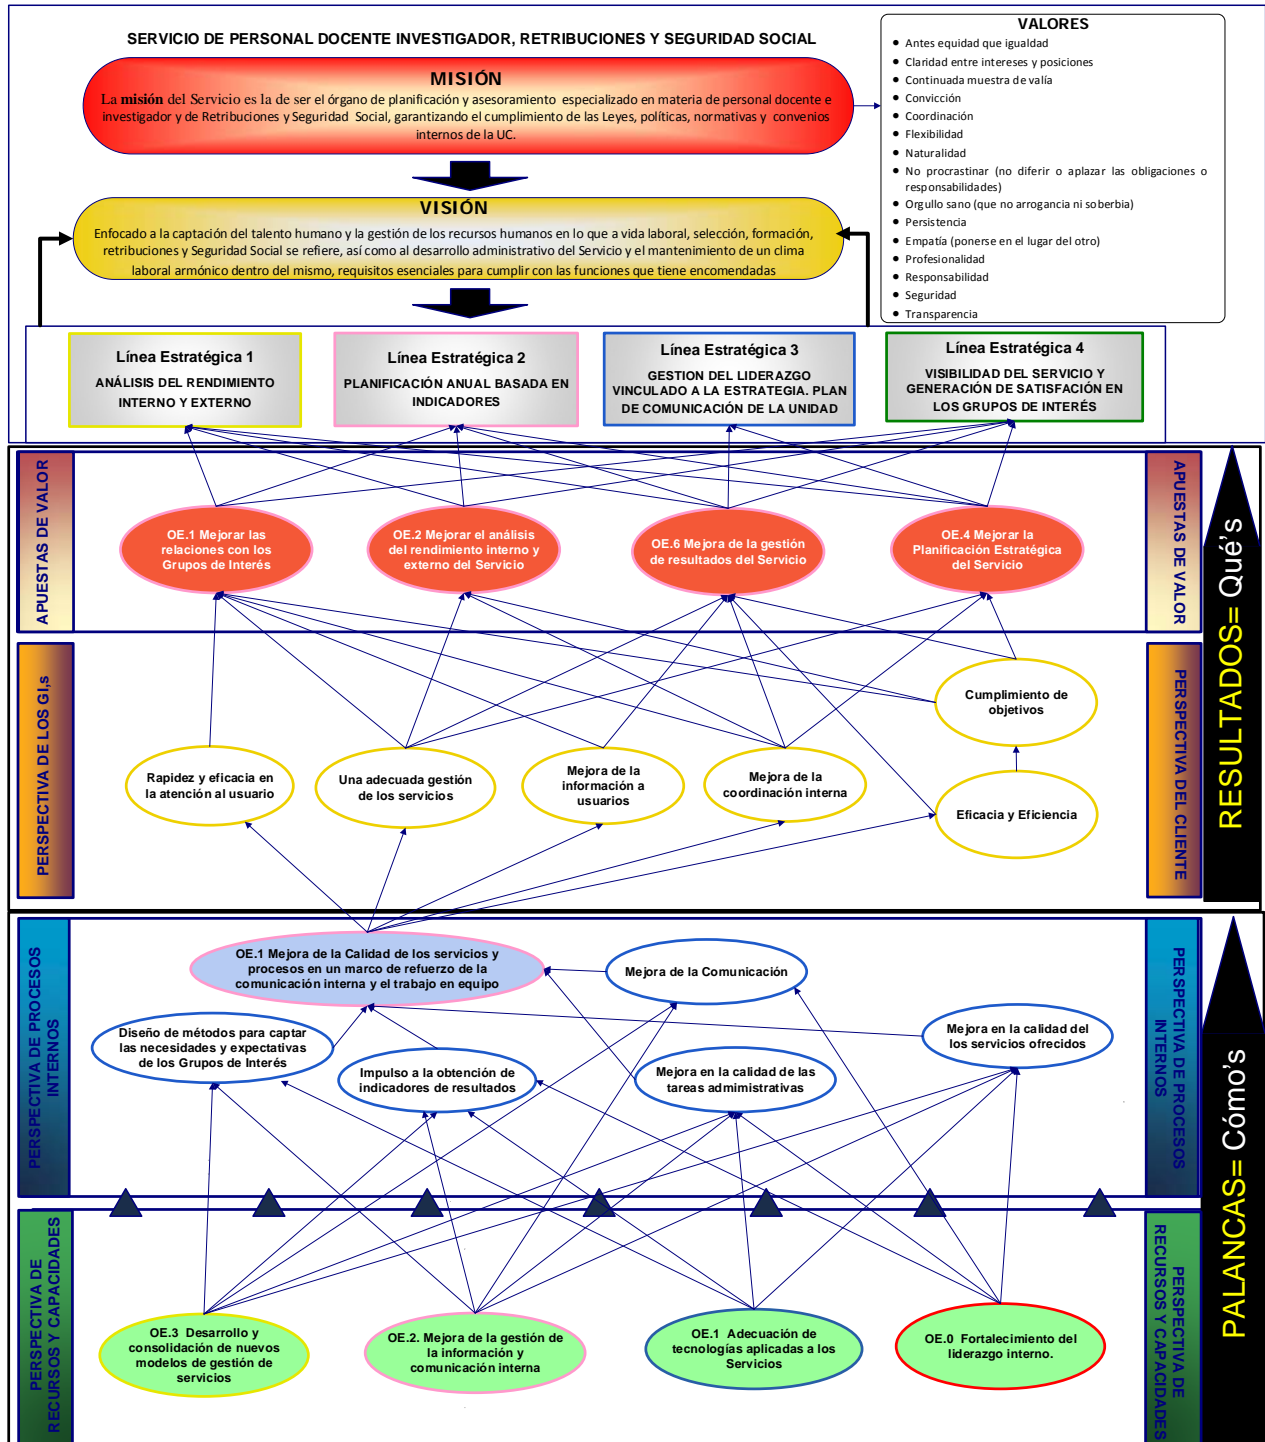 SERVICIO DE PERSONAL DOCENTE INVESTIGADOR, RETRIBUCIONES Y SEGURIDAD SOCIAL
MISIÓN
La misión del Servicio es la de ser el órgano de planificación y asesoramiento especializado en materia de personal docente e
investigador y de Retribuciones y Seguridad Social, garantizando el cumplimiento de las Leyes, políticas, normativas y convenios
internos de la UC.
VALORES
• Antes equidad que igualdad
• Claridad entre intereses y posiciones
• Continuada muestra de valía
• Convicción
• Coordinación
• Flexibilidad
• Naturalidad
• No procrastinar (no diferir o aplazar las obligaciones o
responsabilidades)
• Orgullo sano (que no arrogancia ni soberbia)
• Persistencia
• Empatía (ponerse en el lugar del otro)
• Profesionalidad
• Responsabilidad
• Seguridad
• Transparencia
VISIÓN
Enfocado a la captación del talento humano y la gestión de los recursos humanos en lo que a vida laboral, selección, formación,
retribuciones y Seguridad Social se refiere, así como al desarrollo administrativo del Servicio y el mantenimiento de un clima
laboral armónico dentro del mismo, requisitos esenciales para cumplir con las funciones que tiene encomendadas
Línea Estratégica 1
ANÁLISIS DEL RENDIMIENTO
INTERNO Y EXTERNO
Línea Estratégica 2
PLANIFICACIÓN ANUAL BASADA EN
INDICADORES
Línea Estratégica 3
GESTION DEL LIDERAZGO
VINCULADO A LA ESTRATEGIA. PLAN
DE COMUNICACIÓN DE LA UNIDAD
Línea Estratégica 4
VISIBILIDAD DEL SERVICIO Y
GENERACIÓN DE SATISFACCIÓN EN
LOS GRUPOS DE INTERÉS
APUESTAS DE VALOR
OE.1 Mejorar las
relaciones con los
Grupos de Interés
OE.2 Mejorar el análisis
del rendimiento interno y
externo del Servicio
OE.6 Mejora de la gestión
de resultados del Servicio
OE.4 Mejorar la
Planificación Estratégica
del Servicio
APUESTAS DE VALOR
RESULTADOS= Qué's
PERSPECTIVA DE LOS GI,s
Cumplimiento de
objetivos
Rapidez y eficacia en
la atención al usuario
Una adecuada gestión
de los servicios
Mejora de la
información a
usuarios
Mejora de la
coordinación interna
Eficacia y Eficiencia
PERSPECTIVA DEL CLIENTE
PERSPECTIVA DE PROCESOS
INTERNOS
OE.1 Mejora de la Calidad de los servicios y
procesos en un marco de refuerzo de la
comunicación interna y el trabajo en equipo
Mejora de la Comunicación
Diseño de métodos para captar
las necesidades y expectativas
de los Grupos de Interés
Impulso a la obtención de
indicadores de resultados
Mejora en la calidad de las
tareas admimistrativas
Mejora en la calidad del
los servicios ofrecidos
PERSPECTIVA DE PROCESOS
INTERNOS
PALANCAS= Cómo's
PERSPECTIVA DE
RECURSOS Y CAPACIDADES
OE.3 Desarrollo y
consolidación de nuevos
modelos de gestión de
servicios
OE.2. Mejora de la gestión de
la información y
comunicación interna
OE.1 Adecuación de
tecnologías aplicadas a los
Servicios
OE.0 Fortalecimiento del
liderazgo interno.
PERSPECTIVA DE
RECURSOS Y CAPACIDADES